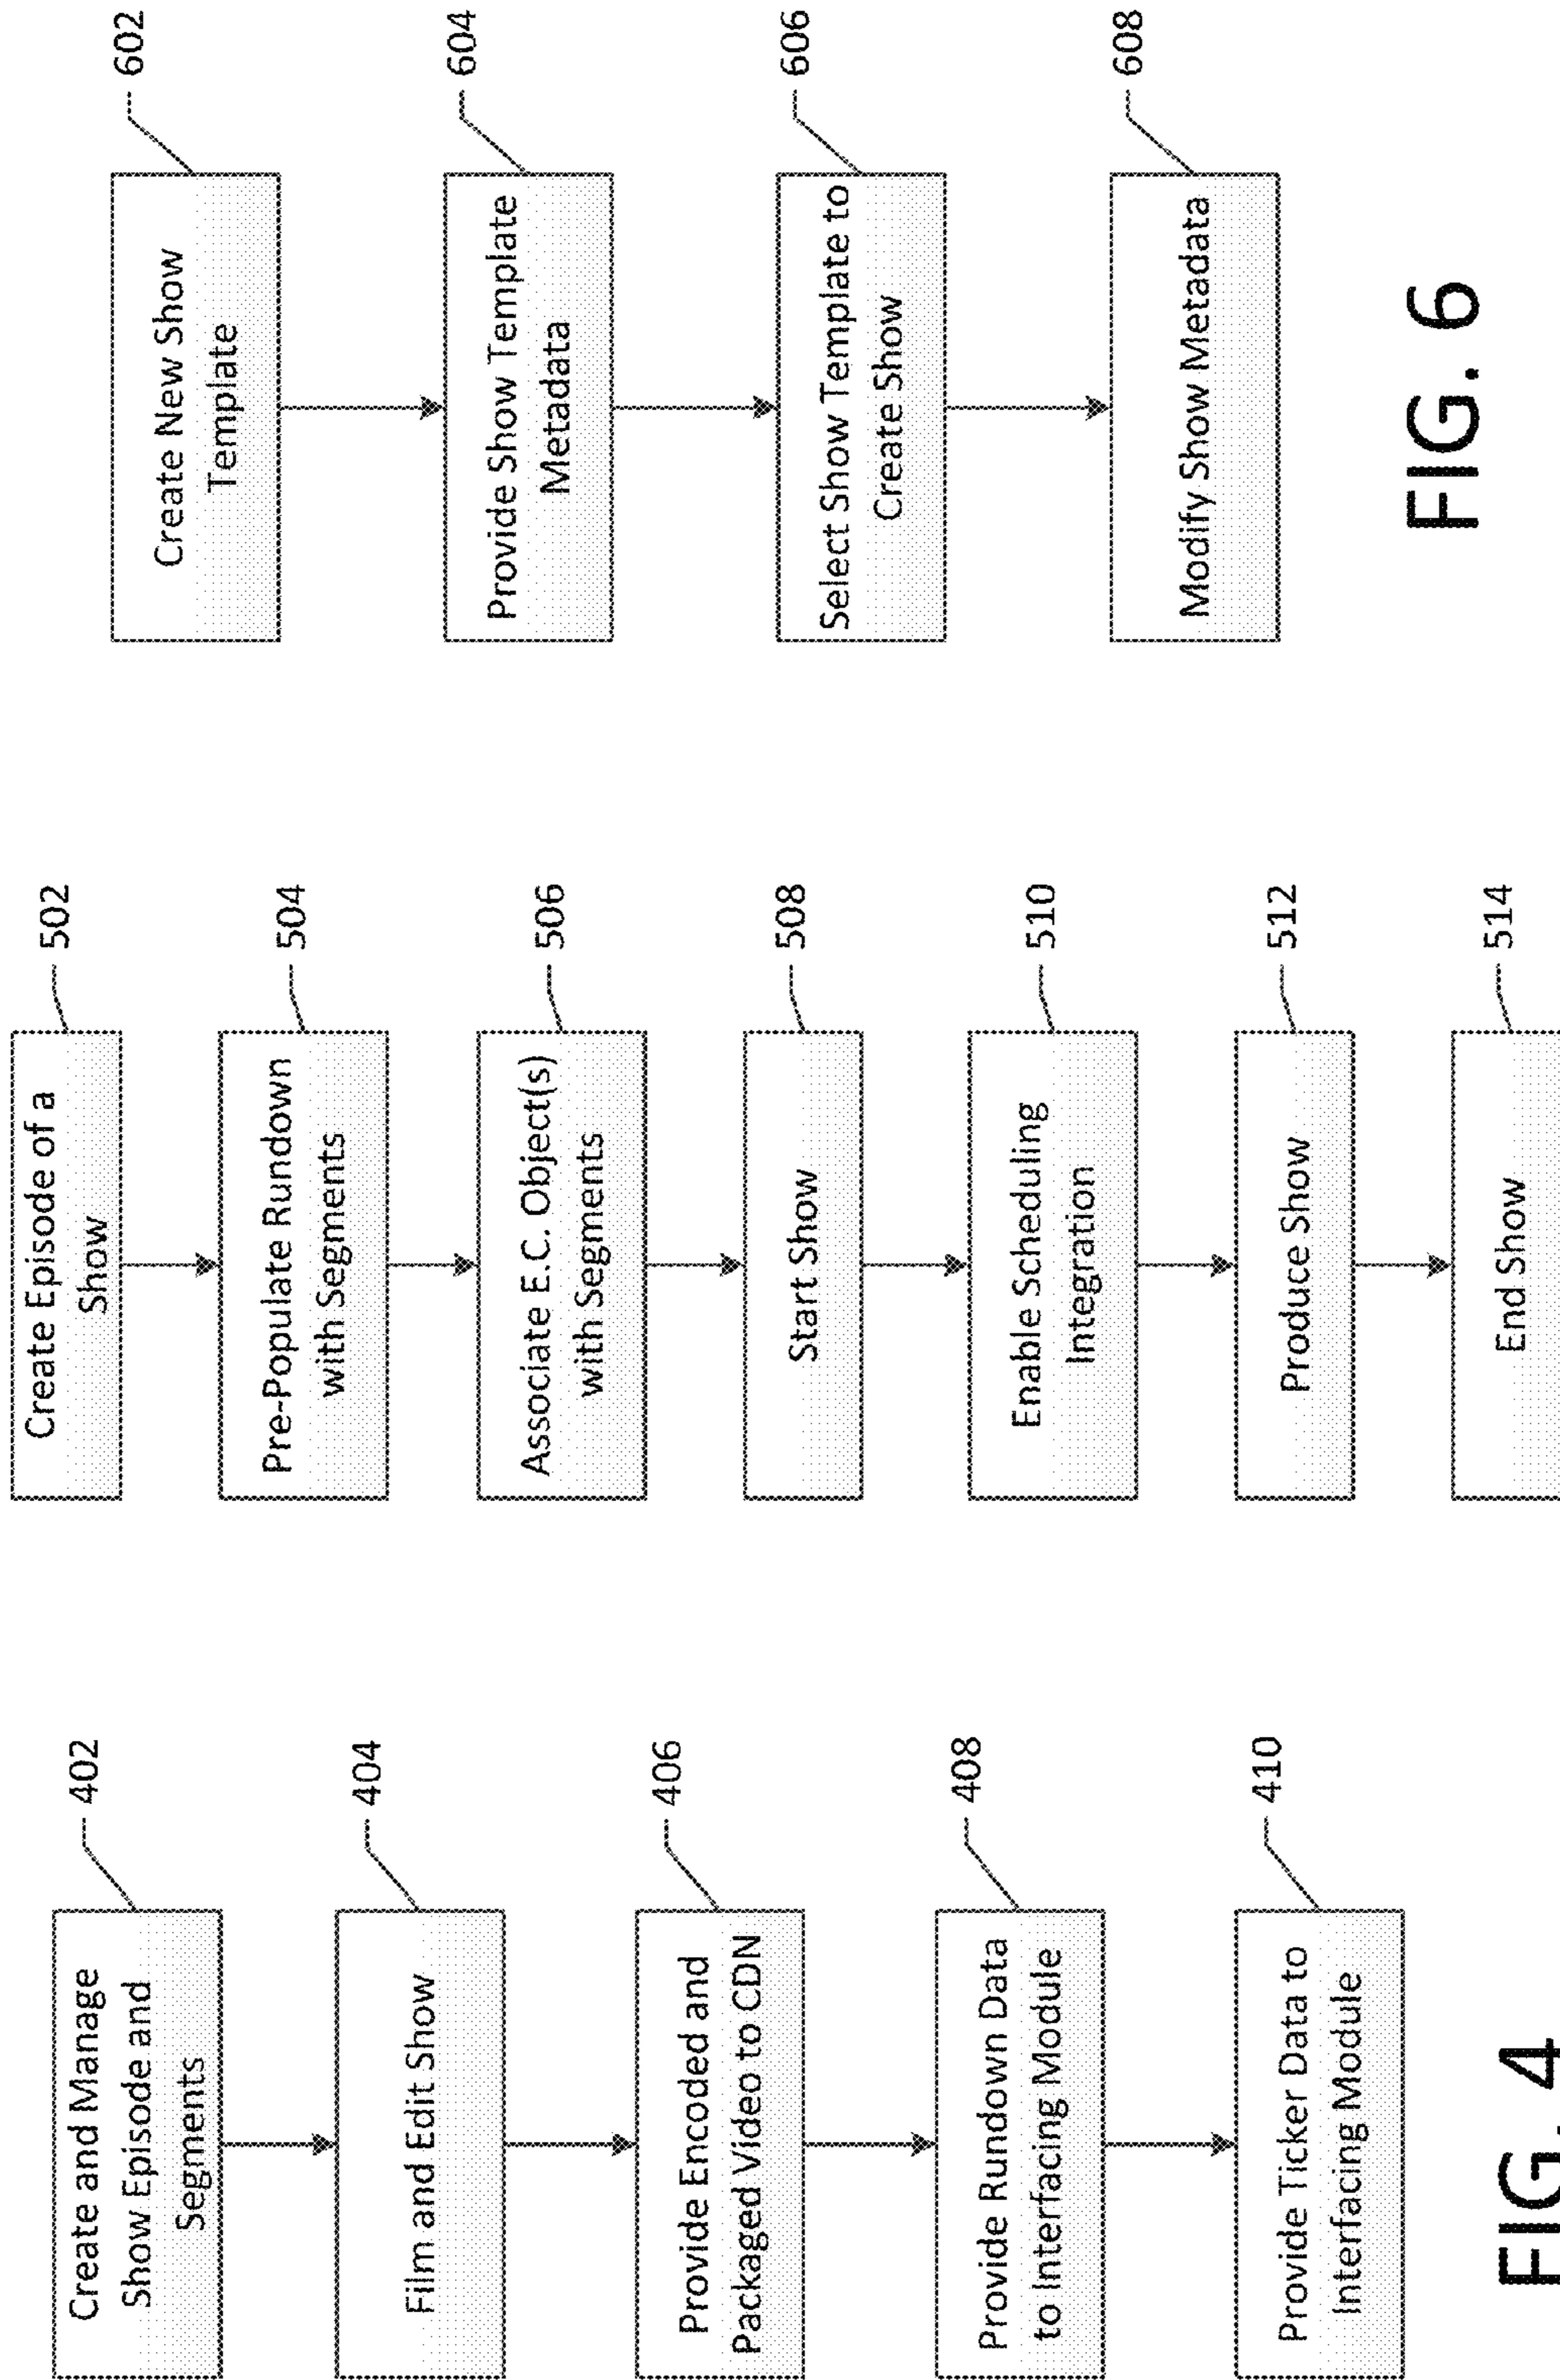 Create and Manage
Show Episode and
Segments
402
Film and Edit Show
404
Provide Encoded and
Packaged Video to CDN
406
Provide Rundown Data
to Interfacing Module
408
Provide Ticker Data to
Interfacing Module
410
FIG. 4
Create Episode of a
Show
502
Pre-Populate Rundown
with Segments
504
Associate E.C. Object(s)
with Segments
506
Start Show
508
Enable Scheduling
Integration
510
Produce Show
512
End Show
514
Create New Show
Template
602
Provide Show Template
Metadata
604
Select Show Template to
Create Show
606
Modify Show Metadata
608
FIG. 6